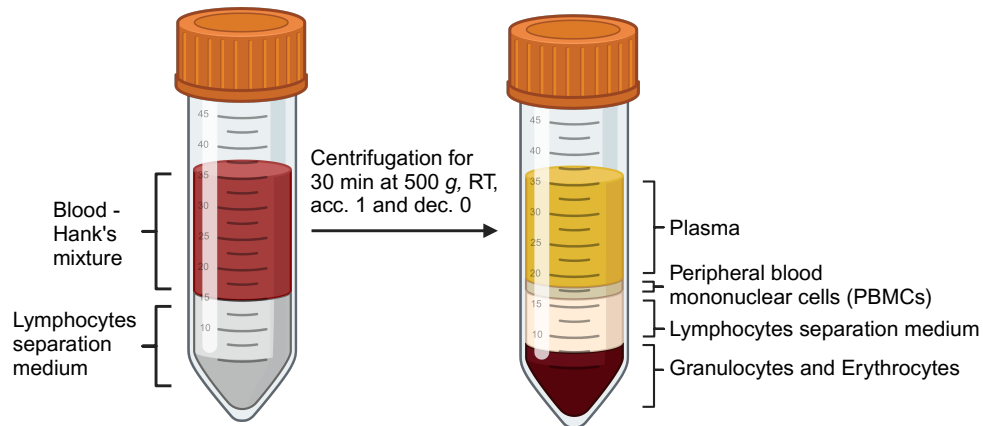 45
40
35
30
25
20
15
10
Blood -
Hank's
mixture
Lymphocytes
separation
medium
Centrifugation for
30 min at 500 g, RT,
acc. 1 and dec. 0
45
40
35
30
25
20
15
10
Plasma
Peripheral blood
mononuclear cells (PBMCs)
Lymphocytes separation medium
Granulocytes and Erythrocytes